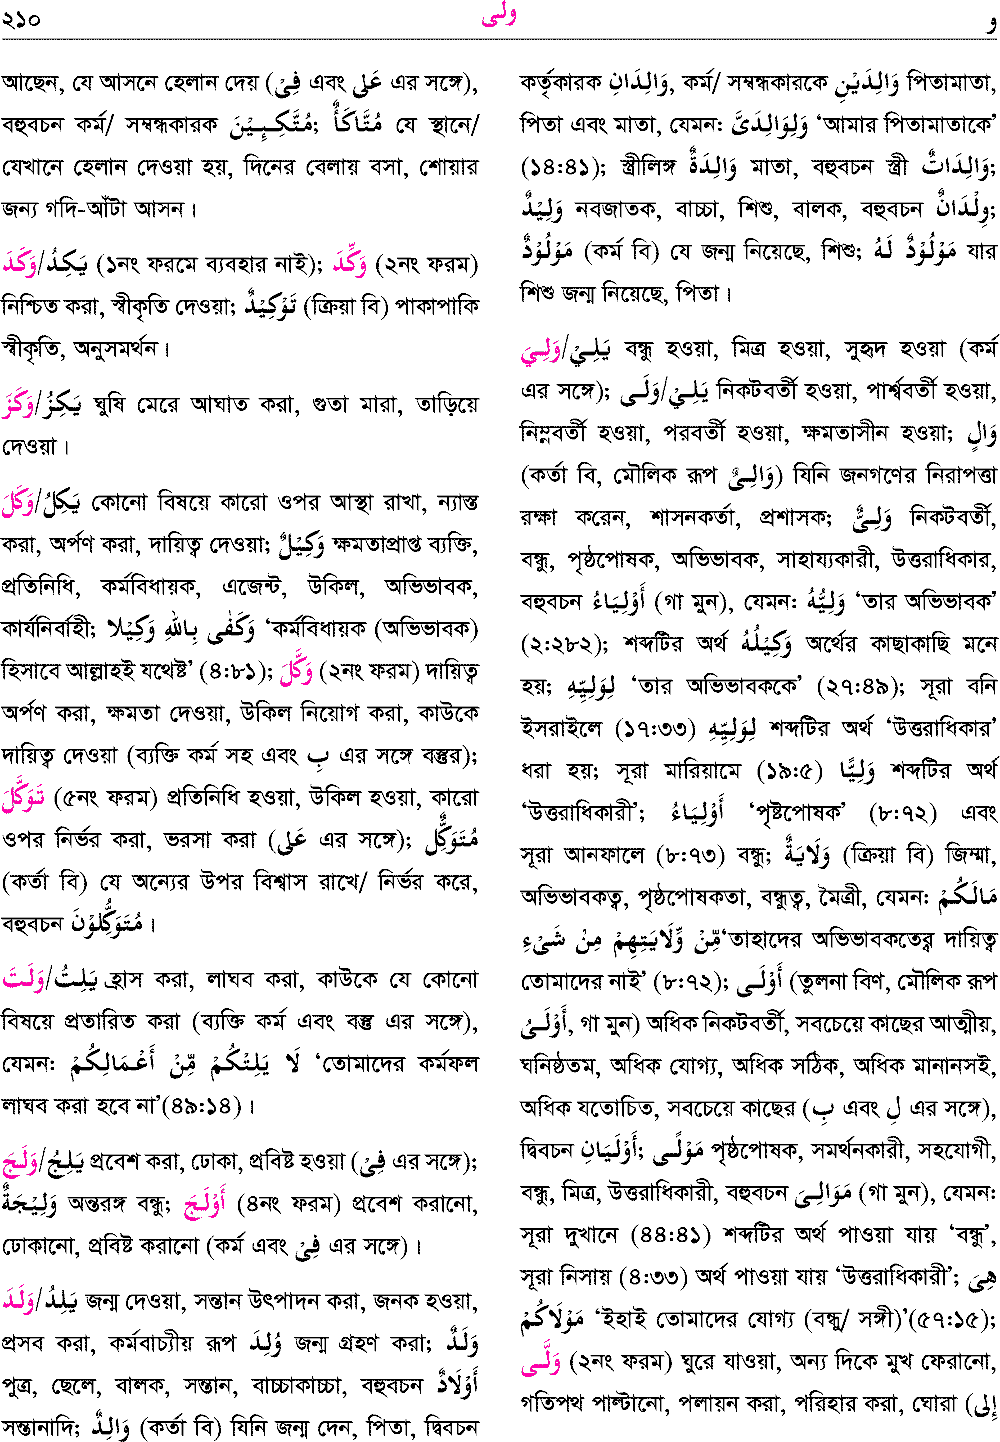 ২১০ ولى و
আছেন, যে আসনে হেলান দেয় (فِىْ এবং عَلى এর সঙ্গে),
বহুবচন কর্ম/ সম্বন্ধকারক مُتَّكِـئِيْنَ; مُتَّاكَأٌ যে স্থানে/
যেখানে হেলান দেওয়া হয়, দিনের বেলায় বসা, শোয়ার
জন্য গদি-আঁটা আসন।
وَكَدَ/يَكِدُ (১নং ফরমে ব্যবহার নাই); وَكَّدَ (২নং ফরম)
নিশ্চিত করা, স্বীকৃতি দেওয়া; تَوْكِيْدٌ (ক্রিয়া বি) পাকাপাকি
স্বীকৃতি, অনুসমর্থন।
وَكَزَ/يَكِزُ ঘুষি মেরে আঘাত করা, গুতা মারা, তাড়িয়ে
দেওয়া।
وَكَلَ/يَكِلُ কোনো বিষয়ে কারো ওপর আস্থা রাখা, ন্যাস্ত
করা, অর্পণ করা, দায়িত্ব দেওয়া; وَكِيْلٌ ক্ষমতাপ্রাপ্ত ব্যক্তি,
প্রতিনিধি, কর্মবিধায়ক, এজেন্ট, উকিল, অভিভাবক,
কার্যনির্বাহী; وَكَفٰى بِاللهِ وَكِيْلا ‘কর্মবিধায়ক (অভিভাবক)
হিসাবে আল্লাহই যথেষ্ট’ (৪:৮১); وَكَّلَ (২নং ফরম) দায়িত্ব
অর্পণ করা, ক্ষমতা দেওয়া, উকিল নিয়োগ করা, কাউকে
দায়িত্ব দেওয়া (ব্যক্তি কর্ম সহ এবং بِ এর সঙ্গে বস্তুর);
تَوَكَّلَ (৫নং ফরম) প্রতিনিধি হওয়া, উকিল হওয়া, কারো
ওপর নির্ভর করা, ভরসা করা (عَلى এর সঙ্গে); مُتَوَكِّلٌ
(কর্তা বি) যে অন্যের উপর বিশ্বাস রাখে/ নির্ভর করে,
বহুবচন مُتَوَكِّلُوْنَ।
وَلَتَ/يَلِتُ হ্রাস করা, লাঘব করা, কাউকে যে কোনো
বিষয়ে প্রতারিত করা (ব্যক্তি কর্ম এবং বস্তু এর সঙ্গে),
যেমন: لَا يَلِتْكُمْ مِّنْ أَعْمَالِكُمْ ‘তোমাদের কর্মফল
লাঘব করা হবে না’(৪৯:১৪)।
وَلَجَ/يَلِجُ প্রবেশ করা, ঢোকা, প্রবিষ্ট হওয়া (فِىْ এর সঙ্গে);
وَلِيْجَةٌ অন্তরঙ্গ বন্ধু; أَوْلَجَ (৪নং ফরম) প্রবেশ করানো,
ঢোকানো, প্রবিষ্ট করানো (কর্ম এবং فِىْ এর সঙ্গে)।
وَلَدَ/يَلِدُ জন্ম দেওয়া, সন্তান উৎপাদন করা, জনক হওয়া,
প্রসব করা, কর্মবাচ্যীয় রূপ وُلِدَ জন্ম গ্রহণ করা; وَلَدٌ
পুত্র, ছেলে, বালক, সন্তান, বাচ্চাকাচ্চা, বহুবচন أَوْلَادٌ
সন্তানাদি; وَالِدٌ (কর্তা বি) যিনি জন্ম দেন, পিতা, দ্বিবচন
কর্তৃকারক وَالِدَانِ, কর্ম/ সম্বন্ধকারকে وَالِدَيْنِ পিতামাতা,
পিতা এবং মাতা, যেমন: وَلِوَالِدَىَّ ‘আমার পিতামাতাকে’
(১৪:৪১); স্ত্রীলিঙ্গ وَالِدَةٌ মাতা, বহুবচন স্ত্রী وَالِدَاتٌ;
وَلِيْدٌ নবজাতক, বাচ্চা, শিশু, বালক, বহুবচন وِلْدَانٌ;
مَوْلُوْدٌ (কর্ম বি) যে জন্ম নিয়েছে, শিশু; مَوْلُوْدٌ لَهُ যার
শিশু জন্ম নিয়েছে, পিতা।
وَلِـيَ/يَلِىْ বন্ধু হওয়া, মিত্র হওয়া, সুহৃদ হওয়া (কর্ম
এর সঙ্গে); وَلَـى/يَلِيْ নিকটবর্তী হওয়া, পার্শ্ববর্তী হওয়া,
নিম্নবর্তী হওয়া, পরবর্তী হওয়া, ক্ষমতাসীন হওয়া; وَالٍ
(কর্তা বি, মৌলিক রূপ وَالِـىٌ) যিনি জনগণের নিরাপত্তা
রক্ষা করেন, শাসনকর্তা, প্রশাসক; وَلِـىٌّ নিকটবর্তী,
বন্ধু, পৃষ্ঠপোষক, অভিভাবক, সাহায্যকারী, উত্তরাধিকার,
বহুবচন أَوْلِيَاءُ (গা মুন), যেমন: وَلِيُّهُ ‘তার অভিভাবক’
(২:২৮২); শব্দটির অর্থ وَكِيْلُهُ অর্থের কাছাকাছি মনে
হয়; لِوَلِيِّهِ ‘তার অভিভাবককে’ (২৭:৪৯); সূরা বনি
ইসরাইলে (১৭:৩৩) لِوَلِيِّهِ শব্দটির অর্থ ‘উত্তরাধিকার’
ধরা হয়; সূরা মারিয়ামে (১৯:৫) وَلِيًّا শব্দটির অর্থ
‘উত্তরাধিকারী’; أَوْلِيَاءُ ‘পৃষ্টপোষক’ (৮:৭২) এবং
সূরা আনফালে (৮:৭৩) বন্ধু; وَلَايَةٌ (ক্রিয়া বি) জিম্মা,
অভিভাবকত্ব, পৃষ্ঠপোষকতা, বন্ধুত্ব, মৈত্রী, যেমন: مَالَكُمْ
مِّنْ وَّلَايَتِهِمْ مِنْ شَىْءٍ‘তাহাদের অভিভাবকতের্ব দায়িত্ব
তোমাদের নাই’ (৮:৭২); أَوْلَـى (তুলনা বিণ, মৌলিক রূপ
أَوْلَـىُ, গা মুন) অধিক নিকটবর্তী, সবচেয়ে কাছের আত্মীয়,
ঘনিষ্ঠতম, অধিক যোগ্য, অধিক সঠিক, অধিক মানানসই,
অধিক যতোচিত, সবচেয়ে কাছের (بِ এবং لِ এর সঙ্গে),
দ্বিবচন أَوْلَيَانِ; مَوْلًـى পৃষ্ঠপোষক, সমর্থনকারী, সহযোগী,
বন্ধু, মিত্র, উত্তরাধিকারী, বহুবচন مَوَالِـىَ (গা মুন), যেমন:
সূরা দুখানে (৪৪:৪১) শব্দটির অর্থ পাওয়া যায় ‘বন্ধু’,
সূরা নিসায় (৪:৩৩) অর্থ পাওয়া যায় ‘উত্তরাধিকারী’; هِىَ
مَوْلَاكُمْ ‘ইহাই তোমাদের যোগ্য (বন্ধু/ সঙ্গী)’(৫৭:১৫);
وَلَّـى (২নং ফরম) ঘুরে যাওয়া, অন্য দিকে মুখ ফেরানো,
গতিপথ পাল্টানো, পলায়ন করা, পরিহার করা, ঘোরা (إِلى